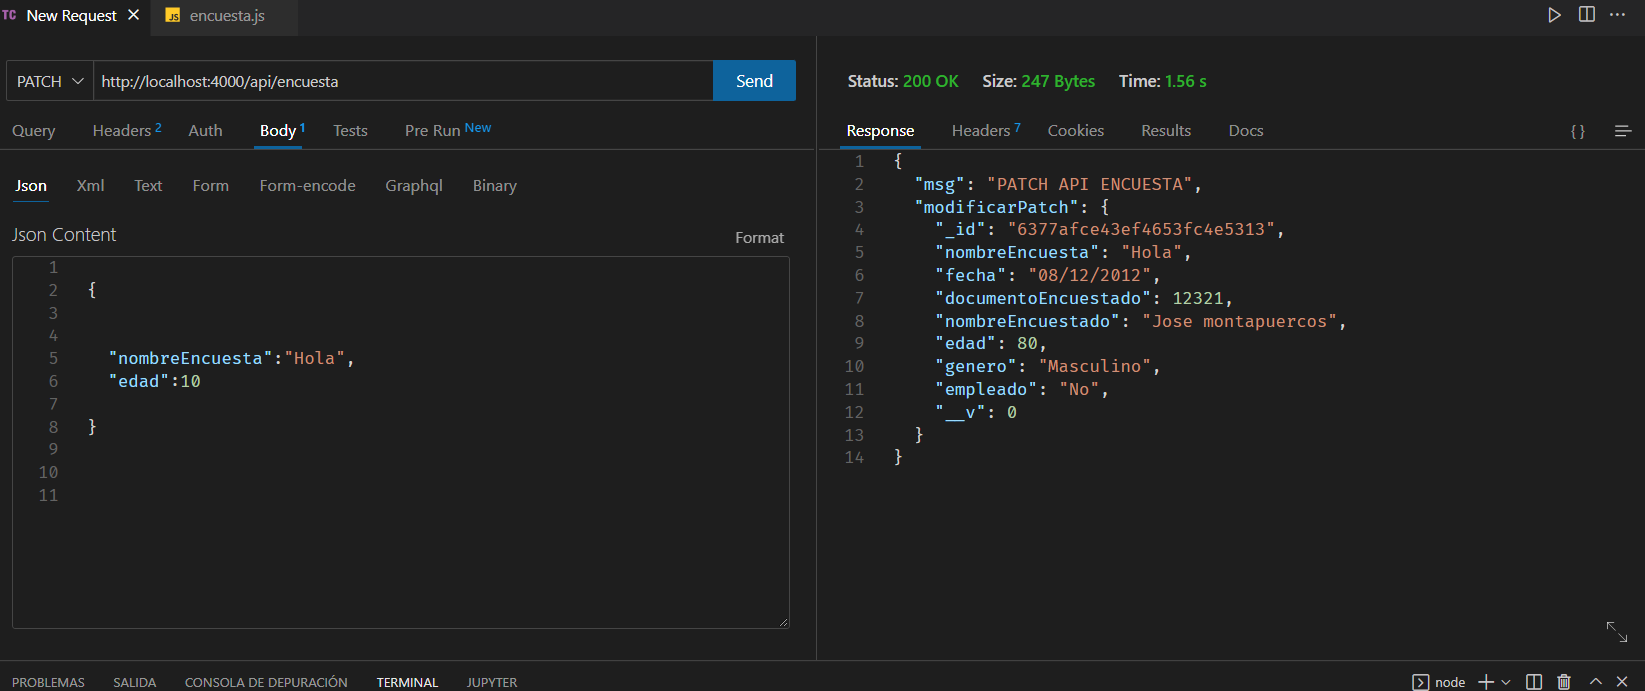 TC New Request × JS encuesta.js
PATCH http://localhost:4000/api/encuesta Send
Query Headers 2 Auth Body 1 Tests Pre Run New
Json Xml Text Form Form-encode Graphql Binary
Json Content
Format
1
2 {
3
4
5 "nombreEncuesta":"Hola",
6 "edad":10
7
8 }
9
10
11
Status: 200 OK Size: 247 Bytes Time: 1.56 s
Response Headers 7 Cookies Results Docs { }
1 {
2 "msg": "PATCH API ENCUESTA",
3 "modificarPatch": {
4 "_id": "6377afce43ef4653fc4e5313",
5 "nombreEncuesta": "Hola",
6 "fecha": "08/12/2012",
7 "documentoEncuestado": 12321,
8 "nombreEncuestado": "Jose montapuercos",
9 "edad": 80,
10 "genero": "Masculino",
11 "empleado": "No",
12 "__v": 0
13 }
14 }
PROBLEMAS SALIDA CONSOLA DE DEPURACIÓN TERMINAL JUPYTER node